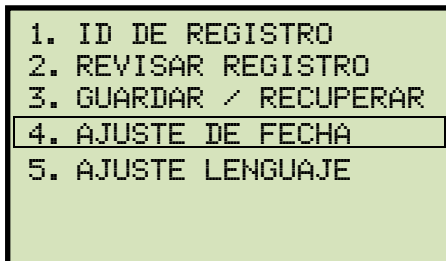 1. ID DE REGISTRO
2. REVISAR REGISTRO
3. GUARDAR / RECUPERAR
4. AJUSTE DE FECHA
5. AJUSTE LENGUAJE